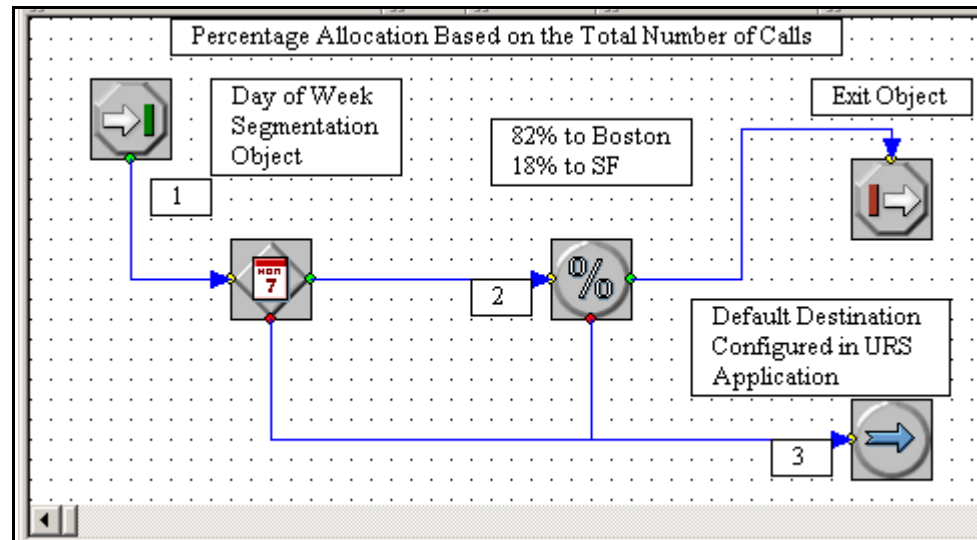 Percentage Allocation Based on the Total Number of Calls
Day of Week
Segmentation
Object
82% to Boston
18% to SF
Exit Object
1
HON
7
%
2
Default Destination
Configured in URS
Application
3